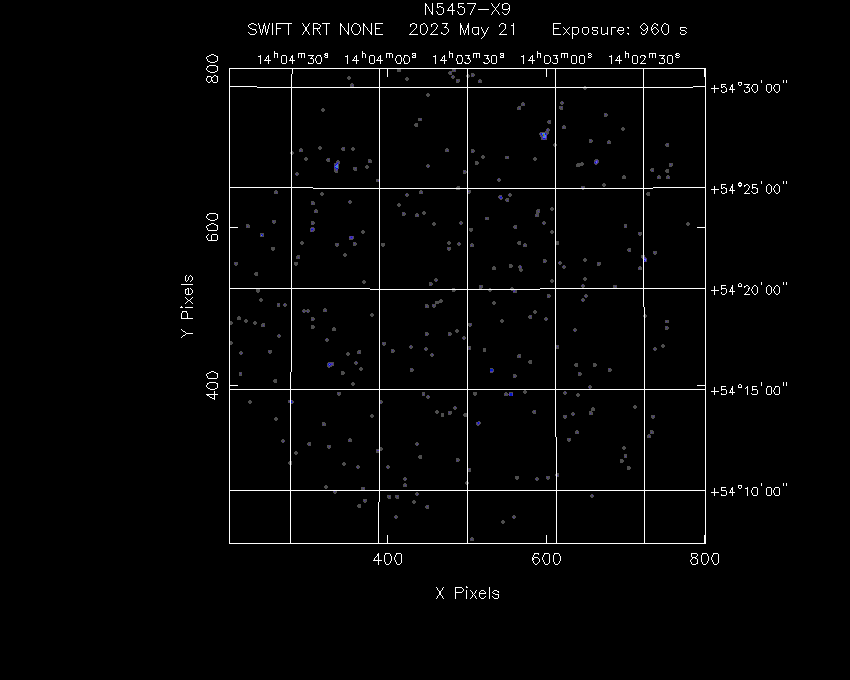 N5457-X9
SWIFT XRT NONE 2023 May 21 Exposure: 960 s
14ʰ04ᵐ30ˢ 14ʰ04ᵐ00ˢ 14ʰ03ᵐ30ˢ 14ʰ03ᵐ00ˢ 14ʰ02ᵐ30ˢ
800
+54°30'00"
+54°25'00"
600
+54°20'00"
Y Pixels
400
+54°15'00"
+54°10'00"
400 600 800
X Pixels